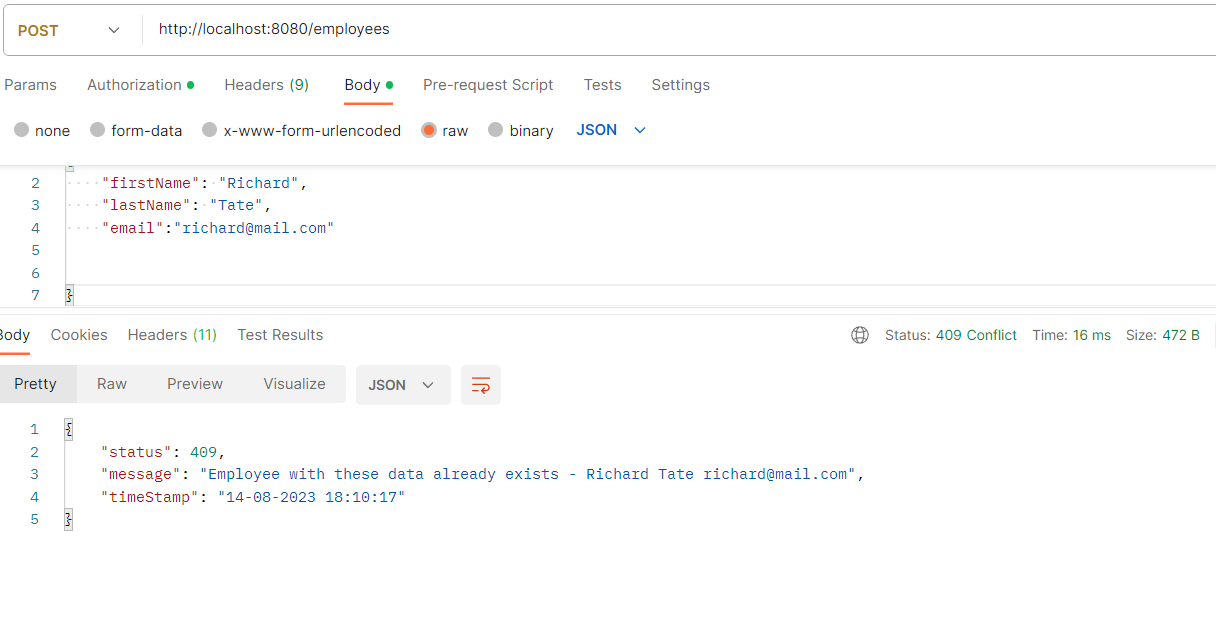 POST http://localhost:8080/employees
Params Authorization Headers (9) Body Pre-request Script Tests Settings
none form-data x-www-form-urlencoded raw binary JSON
2 "firstName": "Richard",
3 "lastName": "Tate",
4 "email":"richard@mail.com"
5
6
7 }
Body Cookies Headers (11) Test Results Status: 409 Conflict Time: 16 ms Size: 472 B
Pretty Raw Preview Visualize JSON
1 {
2 "status": 409,
3 "message": "Employee with these data already exists - Richard Tate richard@mail.com",
4 "timeStamp": "14-08-2023 18:10:17"
5 }